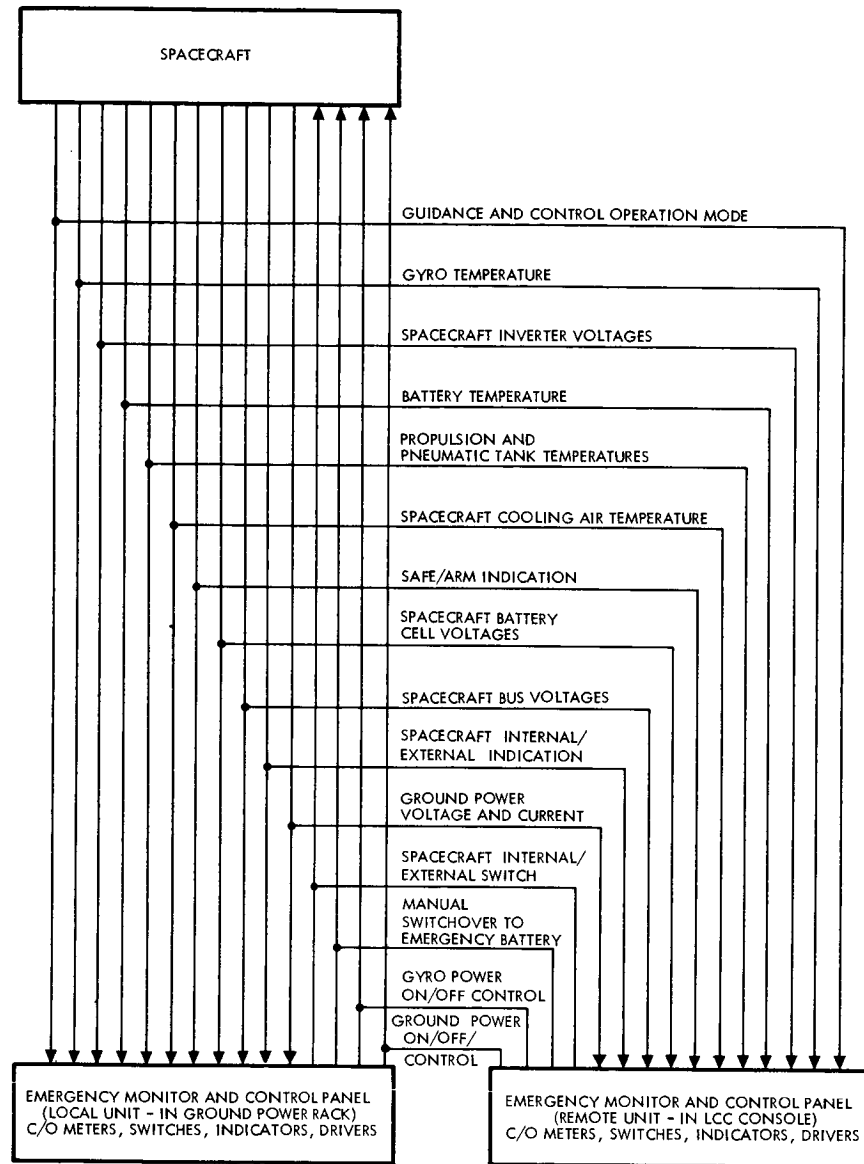 SPACECRAFT
GUIDANCE AND CONTROL OPERATION MODE
GYRO TEMPERATURE
SPACECRAFT INVERTER VOLTAGES
BATTERY TEMPERATURE
PROPULSION AND
PNEUMATIC TANK TEMPERATURES
SPACECRAFT COOLING AIR TEMPERATURE
SAFE/ARM INDICATION
SPACECRAFT BATTERY
CELL VOLTAGES
SPACECRAFT BUS VOLTAGES
SPACECRAFT INTERNAL/
EXTERNAL INDICATION
GROUND POWER
VOLTAGE AND CURRENT
SPACECRAFT INTERNAL/
EXTERNAL SWITCH
MANUAL
SWITCHOVER TO
EMERGENCY BATTERY
GYRO POWER
ON/OFF CONTROL
GROUND POWER
ON/OFF/
CONTROL
EMERGENCY MONITOR AND CONTROL PANEL
(LOCAL UNIT - IN GROUND POWER RACK)
C/O METERS, SWITCHES, INDICATORS, DRIVERS
EMERGENCY MONITOR AND CONTROL PANEL
(REMOTE UNIT - IN LCC CONSOLE)
C/O METERS, SWITCHES, INDICATORS, DRIVERS